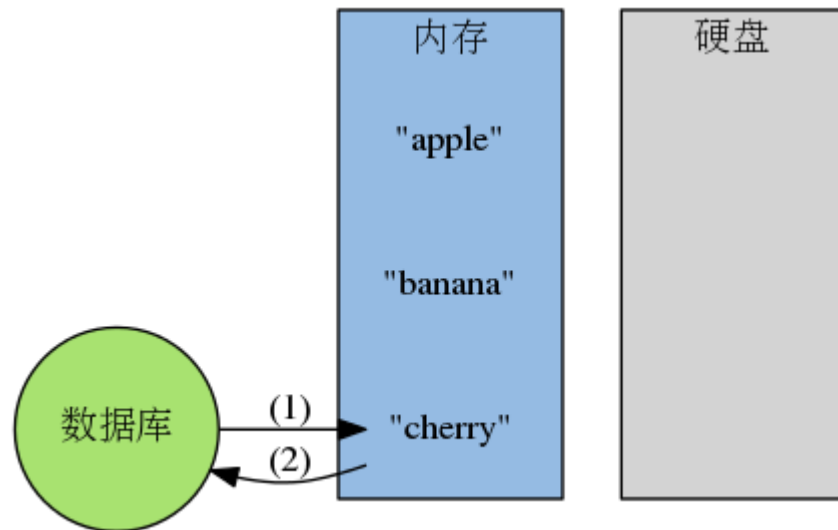 内存
硬盘
"apple"
"banana"
数据库
(1)
"cherry"
(2)